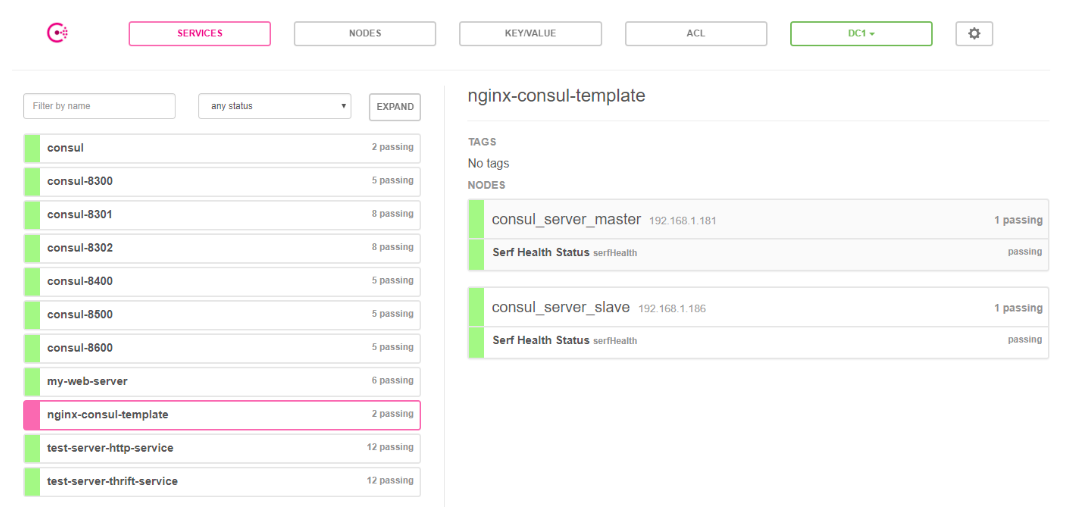 SERVICES NODES KEY/VALUE ACL DC1
Filter by name any status EXPAND
consul 2 passing
consul-8300 5 passing
consul-8301 8 passing
consul-8302 8 passing
consul-8400 5 passing
consul-8500 5 passing
consul-8600 5 passing
my-web-server 6 passing
nginx-consul-template 2 passing
test-server-http-service 12 passing
test-server-thrift-service 12 passing
nginx-consul-template
TAGS
No tags
NODES
consul_server_master 192.168.1.181 1 passing
Serf Health Status serfHealth passing
consul_server_slave 192.168.1.186 1 passing
Serf Health Status serfHealth passing